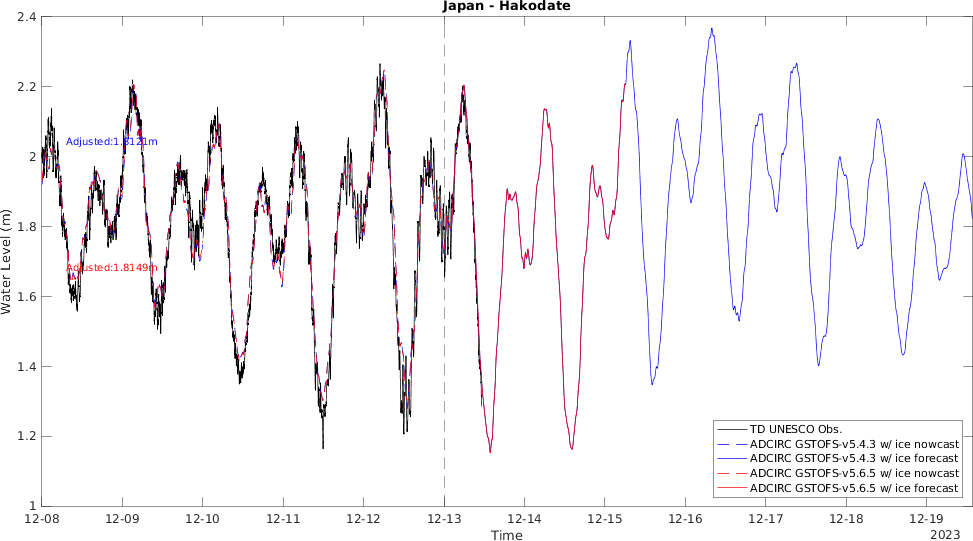 Japan - Hakodate
Water Level (m)
2.4
2.2
2
1.8
1.6
1.4
1.2
1
Adjusted:1.8121m
Adjusted:1.8149m
TD UNESCO Obs.
ADCIRC GSTOFS-v5.4.3 w/ ice nowcast
ADCIRC GSTOFS-v5.4.3 w/ ice forecast
ADCIRC GSTOFS-v5.6.5 w/ ice nowcast
ADCIRC GSTOFS-v5.6.5 w/ ice forecast
12-08 12-09 12-10 12-11 12-12 12-13 12-14 12-15 12-16 12-17 12-18 12-19
Time
2023